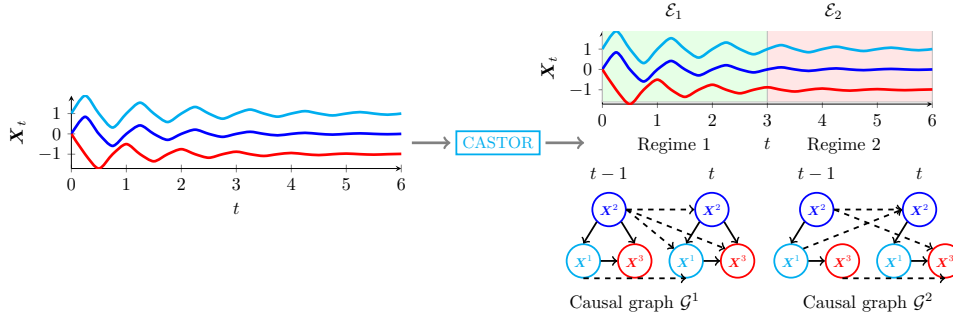 X_t
1
0
−1
0 1 2 3 4 5 6
t
CASTOR
ℰ_1 ℰ_2
X_t
1
0
−1
0 1 2 3 4 5 6
Regime 1 t Regime 2
t − 1 t t − 1 t
X^2 X^2 X^2 X^2
X^1 X^3 X^1 X^3 X^1 X^3 X^1 X^3
Causal graph 𝒢^1 Causal graph 𝒢^2